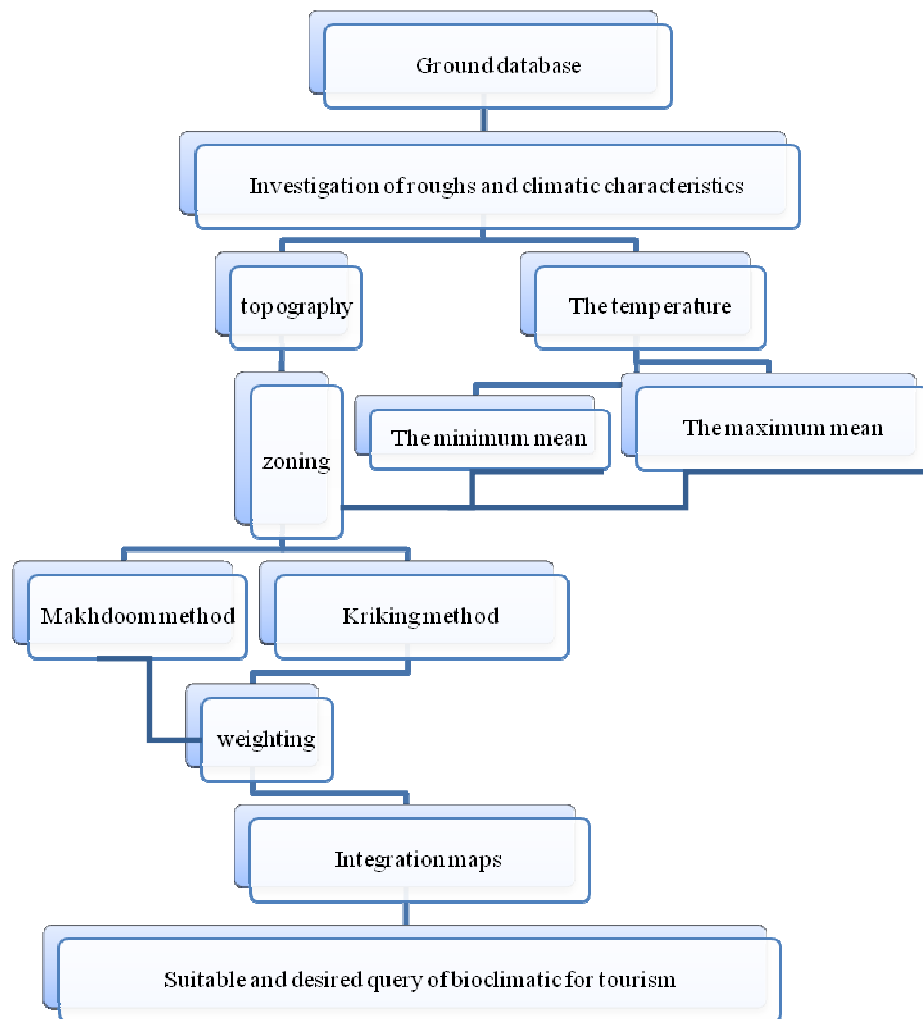 Ground database
Investigation of roughs and climatic characteristics
topography
The temperature
The minimum mean
The maximum mean
zoning
Makhdoom method
Kriking method
weighting
Integration maps
Suitable and desired query of bioclimatic for tourism